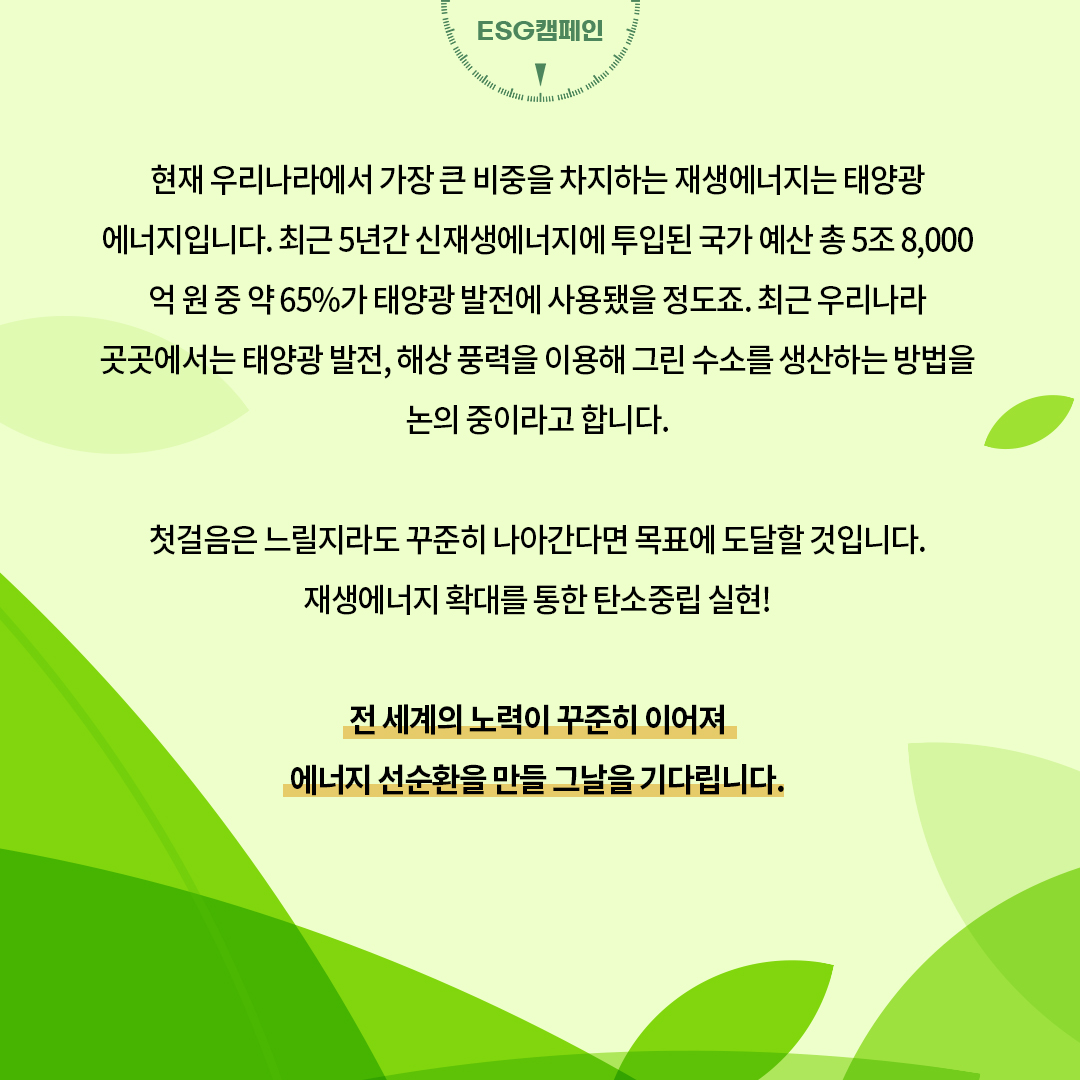 ESG캠페인
현재 우리나라에서 가장 큰 비중을 차지하는 재생에너지는 태양광
에너지입니다. 최근 5년간 신재생에너지에 투입된 국가 예산 총 5조 8,000
억 원 중 약 65%가 태양광 발전에 사용됐을 정도죠. 최근 우리나라
곳곳에서는 태양광 발전, 해상 풍력을 이용해 그린 수소를 생산하는 방법을
논의 중이라고 합니다.
첫걸음은 느릴지라도 꾸준히 나아간다면 목표에 도달할 것입니다.
재생에너지 확대를 통한 탄소중립 실현!
전 세계의 노력이 꾸준히 이어져
에너지 선순환을 만들 그날을 기다립니다.